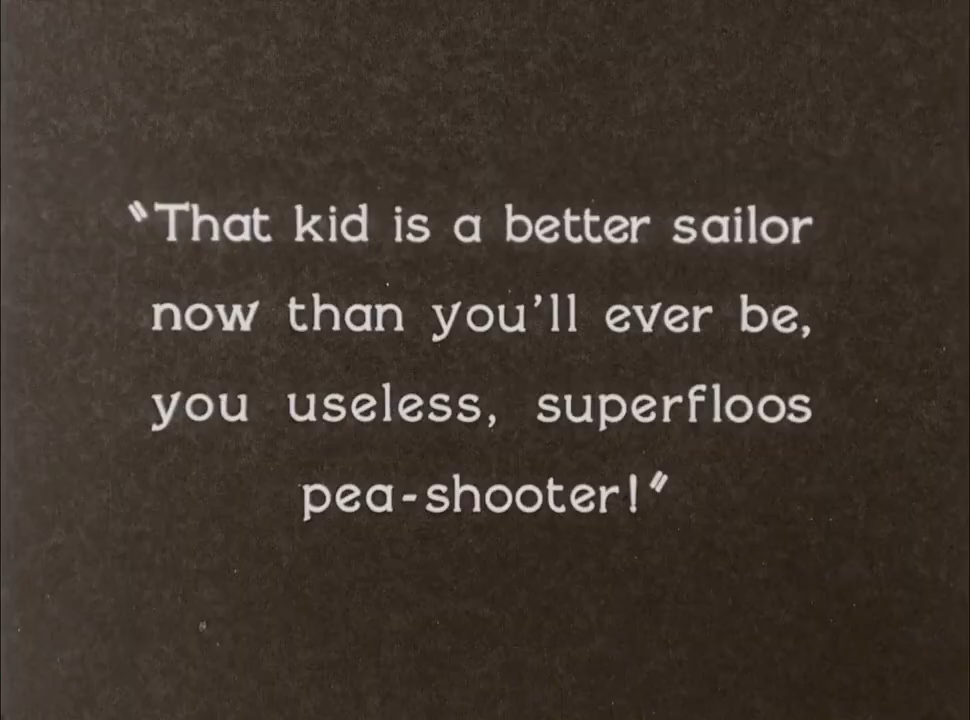 "That kid is a better sailor
now than you'll ever be,
you useless, superfloos
pea-shooter!"